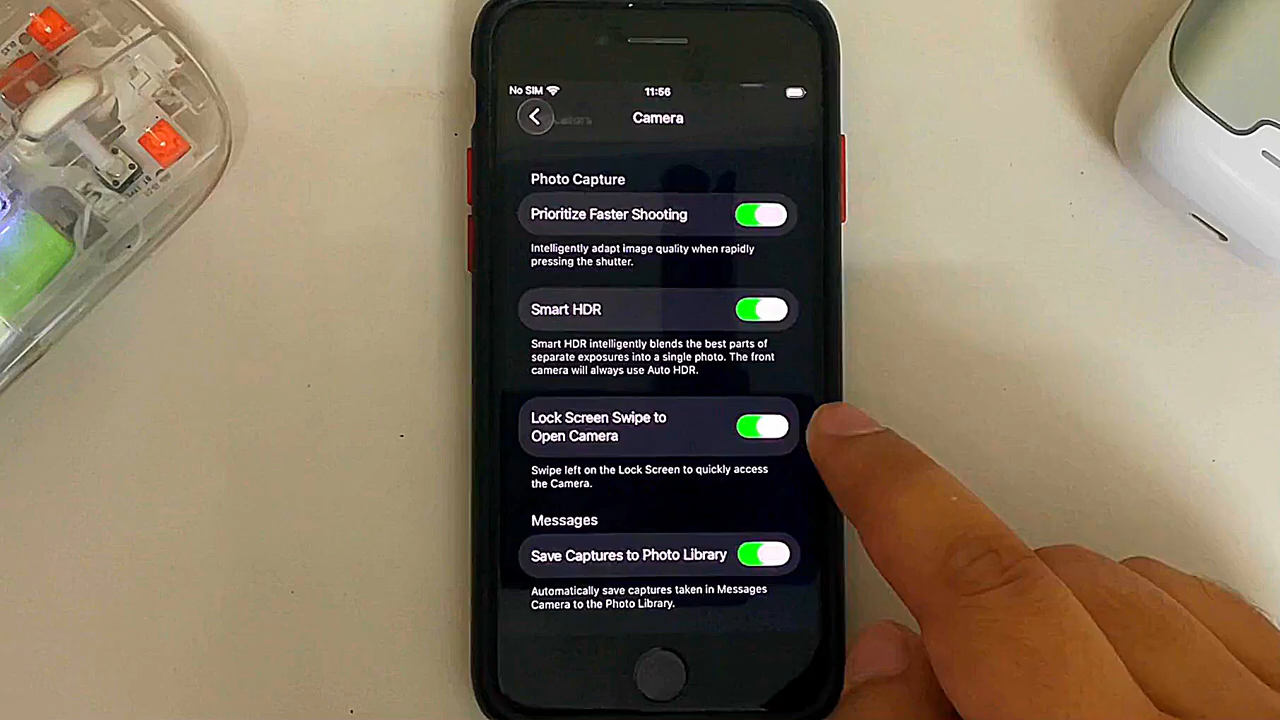 No SIM
11:56
Camera
Photo Capture
Prioritize Faster Shooting
Intelligently adapt image quality when rapidly
pressing the shutter.
Smart HDR
Smart HDR intelligently blends the best parts of
separate exposures into a single photo. The front
camera will always use Auto HDR.
Lock Screen Swipe to
Open Camera
Swipe left on the Lock Screen to quickly access
the Camera.
Messages
Save Captures to Photo Library
Automatically save captures taken in Messages
Camera to the Photo Library.